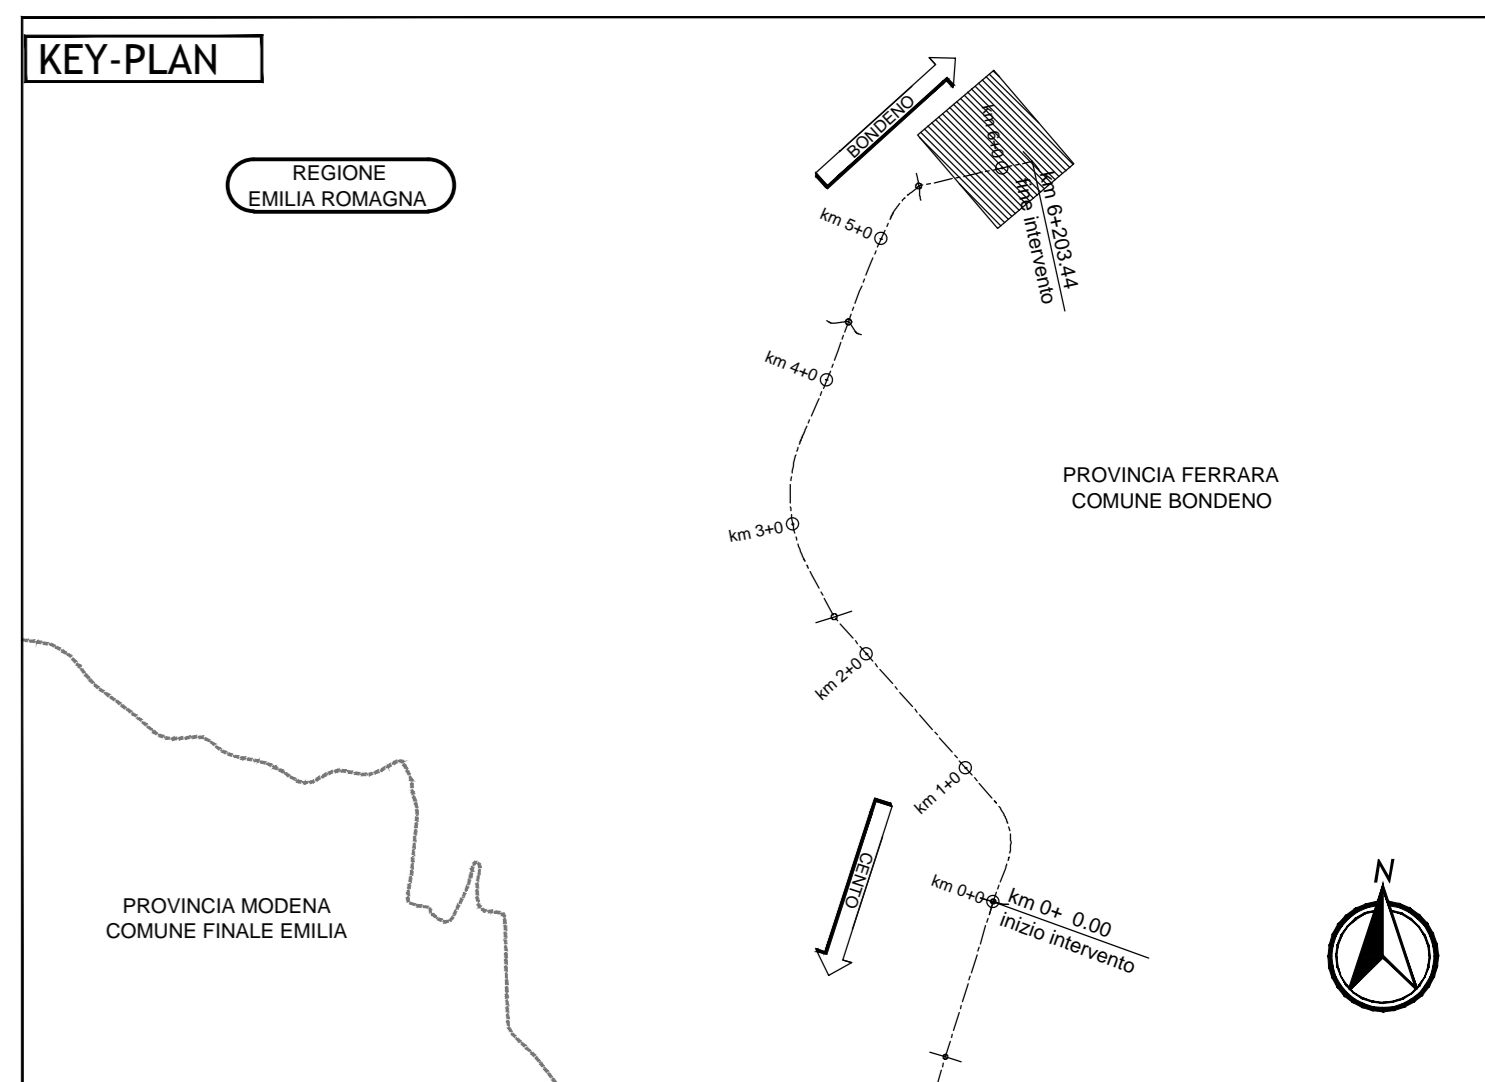 KEY-PLAN
REGIONE
EMILIA ROMAGNA
BONDENO
km 6+0
km 6+203.44
fine intervento
km 5+0
km 4+0
PROVINCIA FERRARA
COMUNE BONDENO
km 3+0
km 2+0
km 1+0
CENTO
km 0+0
km 0+ 0.00
inizio intervento
PROVINCIA MODENA
COMUNE FINALE EMILIA
N